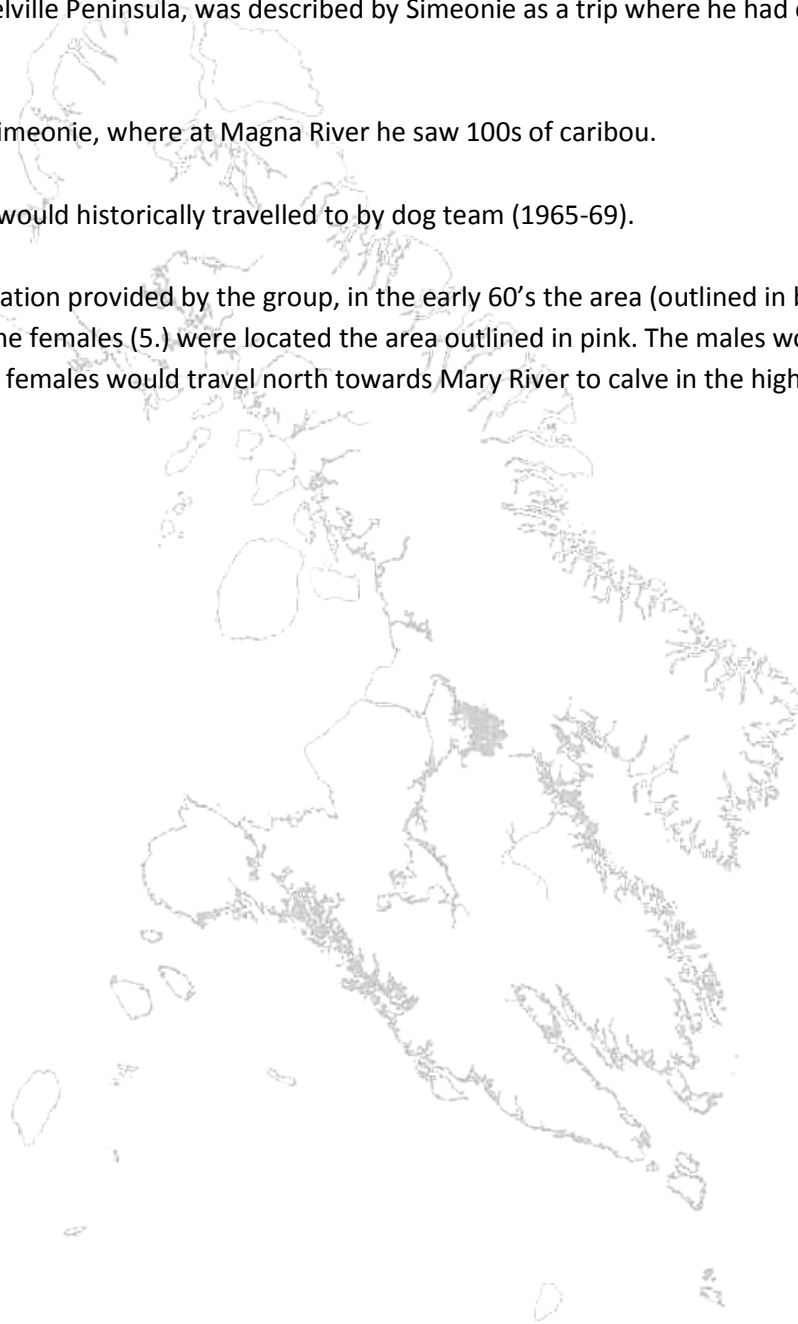 elville Peninsula, was described by Simeonie as a trip where he had
imeonie, where at Magna River he saw 100s of caribou.
would historically travelled to by dog team (1965-69).
ation provided by the group, in the early 60’s the area (outlined in
ne females (5.) were located the area outlined in pink. The males
females would travel north towards Mary River to calve in the high